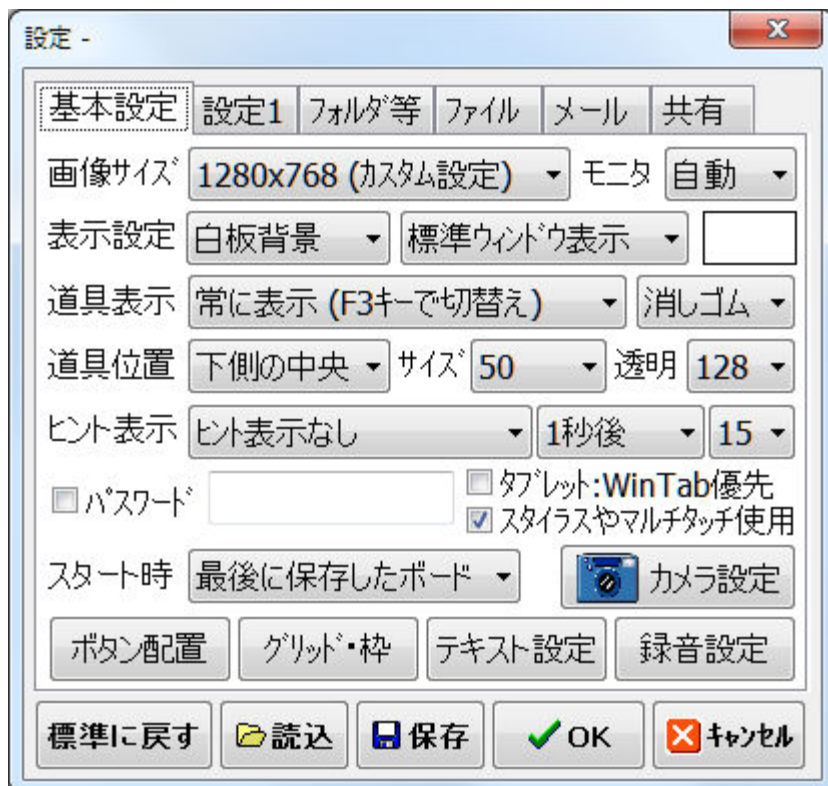 設定 -
基本設定 設定1 フォルダ等 ファイル メール 共有
画像サイズ 1280x768 (カスタム設定) モニタ 自動
表示設定 白板背景 標準ウィンドウ表示
道具表示 常に表示 (F3キーで切替え) 消しゴム
道具位置 下側の中央 サイズ 50 透明 128
ヒント表示 ヒント表示なし 1秒後 15
パスワード タブレット:WinTab優先
スタイラスやマルチタッチ使用
スタート時 最後に保存したボード カメラ設定
ボタン配置 グリッド・枠 テキスト設定 録音設定
標準に戻す 読込 保存 OK キャンセル